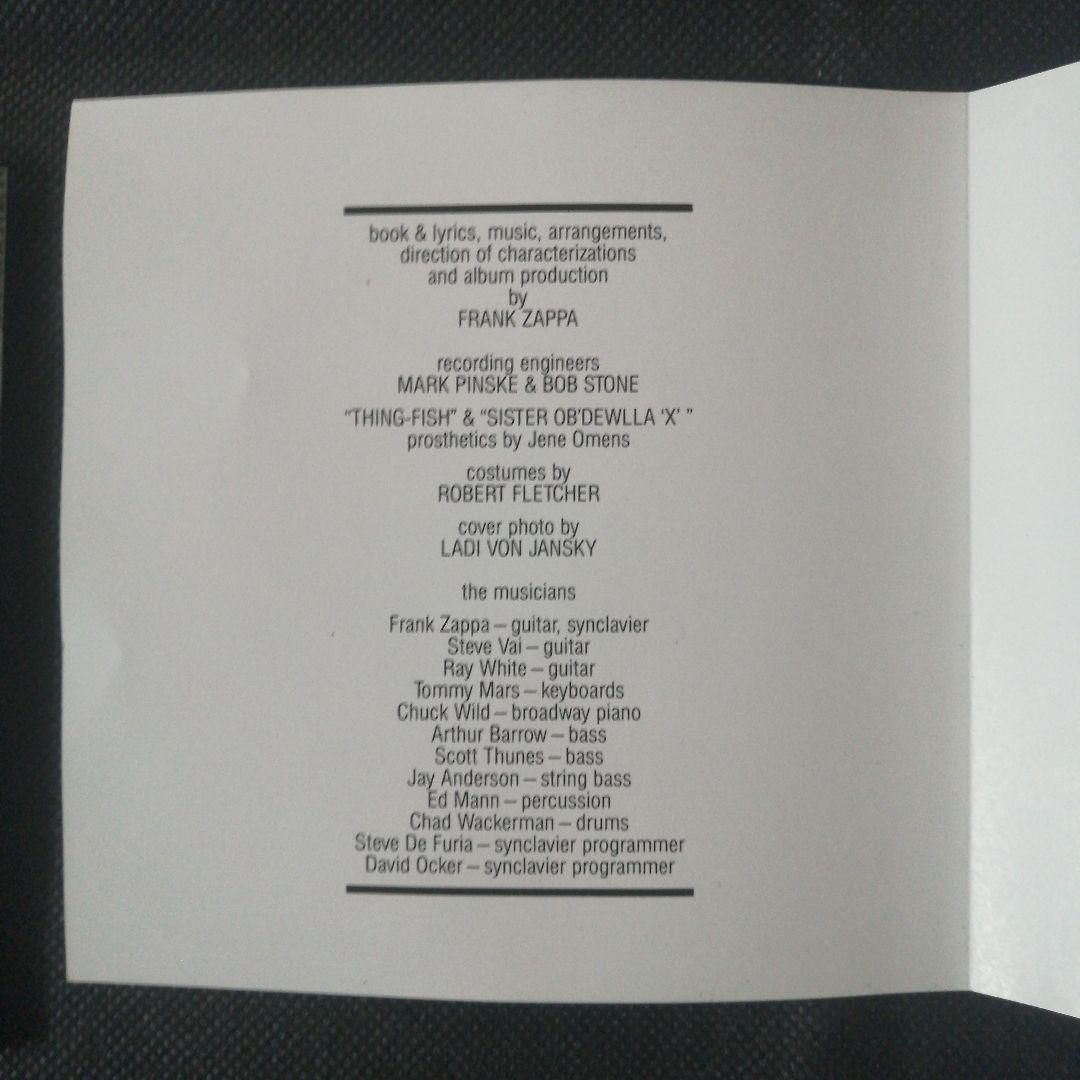 book & lyrics, music, arrangements,
direction of characterizations
and album production
by
FRANK ZAPPA
recording engineers
MARK PINSKE & BOB STONE
“THING-FISH” & “SISTER OB’DEWLLA ‘X’ ”
prosthetics by Jene Omens
costumes by
ROBERT FLETCHER
cover photo by
LADI VON JANSKY
the musicians
Frank Zappa – guitar, synclavier
Steve Vai – guitar
Ray White – guitar
Tommy Mars – keyboards
Chuck Wild – broadway piano
Arthur Barrow – bass
Scott Thunes – bass
Jay Anderson – string bass
Ed Mann – percussion
Chad Wackerman – drums
Steve De Furia – synclavier programmer
David Ocker – synclavier programmer